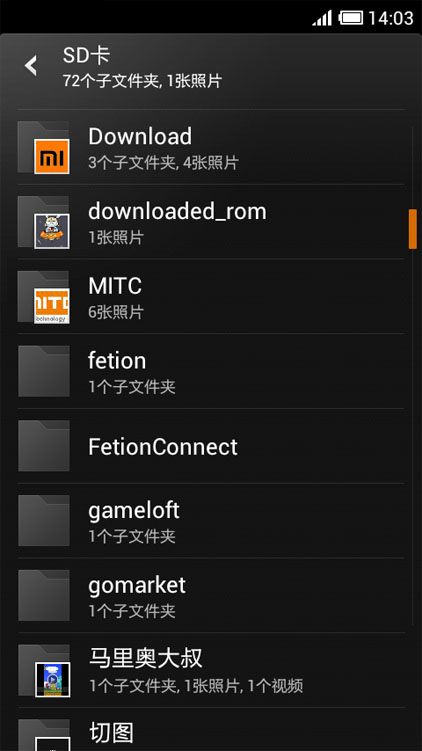 14:03
SD卡
72个子文件夹, 1张照片
Download
3个子文件夹, 4张照片
downloaded_rom
1张照片
MITC
6张照片
fetion
1个子文件夹
FetionConnect
gameloft
1个子文件夹
gomarket
1个子文件夹
马里奥大叔
1个子文件夹, 1张照片, 1个视频
切图